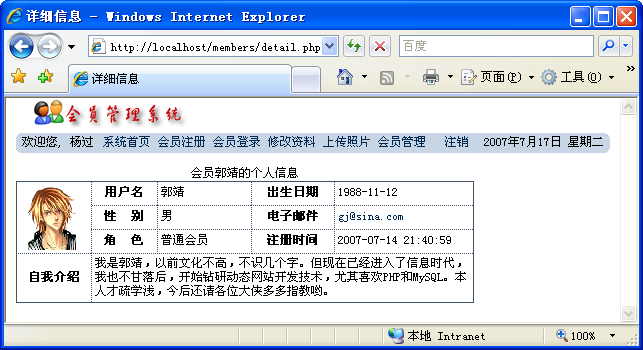 详细信息 - Windows Internet Explorer
http://localhost/members/detail.php
百度
详细信息
页面(P)
工具(O)
»
会员管理系统
欢迎您, 杨过 系统首页 会员注册 会员登录 修改资料 上传照片 会员管理 注销 2007年7月17日 星期二
会员郭靖的个人信息
用户名 郭靖 出生日期 1988-11-12
性 别 男 电子邮件 gj@sina.com
角 色 普通会员 注册时间 2007-07-14 21:40:59
自我介绍
我是郭靖，以前文化不高，不识几个字。但现在已经进入了信息时代，
我也不甘落后，开始钻研动态网站开发技术，尤其喜欢PHP和MySQL。本
人才疏学浅，今后还请各位大侠多多指教哟。
本地 Intranet
100%